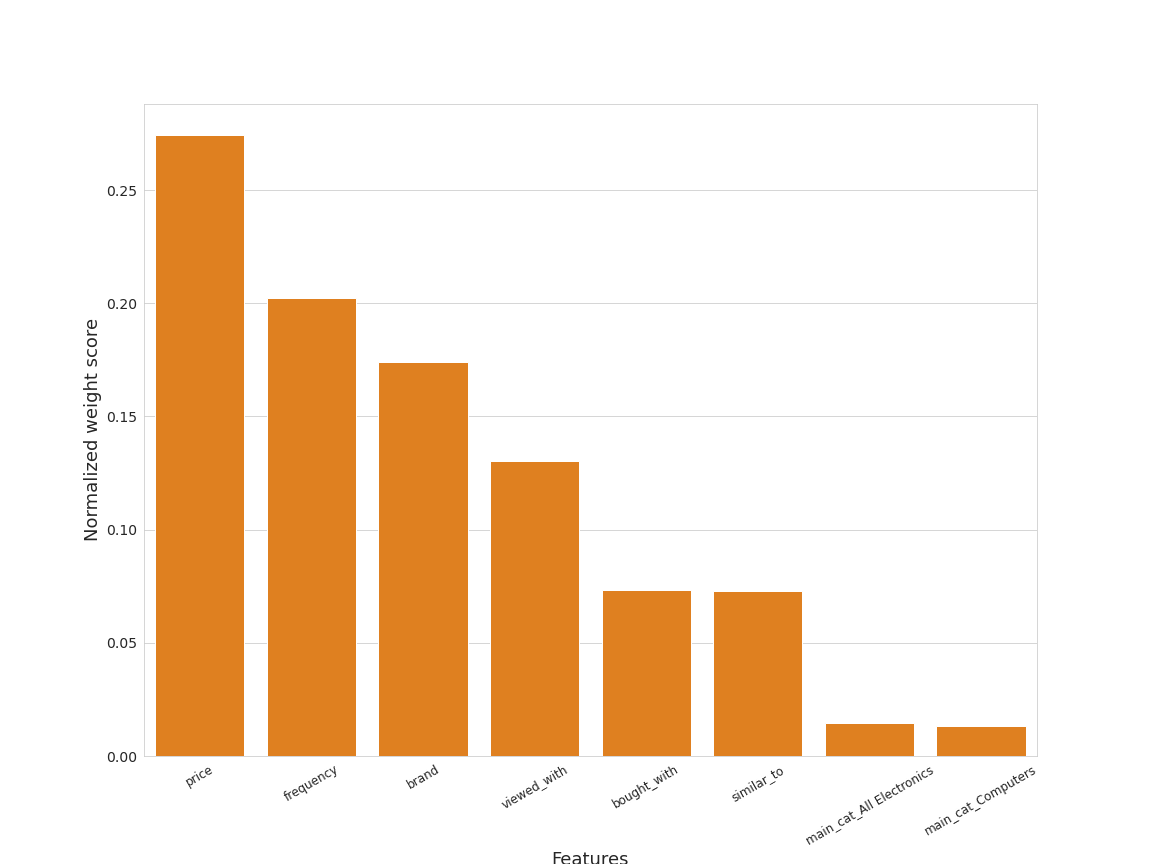 Normalized weight score
0.25
0.20
0.15
0.10
0.05
0.00
price
frequency
brand
viewed_with
bought_with
similar_to
main_cat_All Electronics
main_cat_Computers
Features